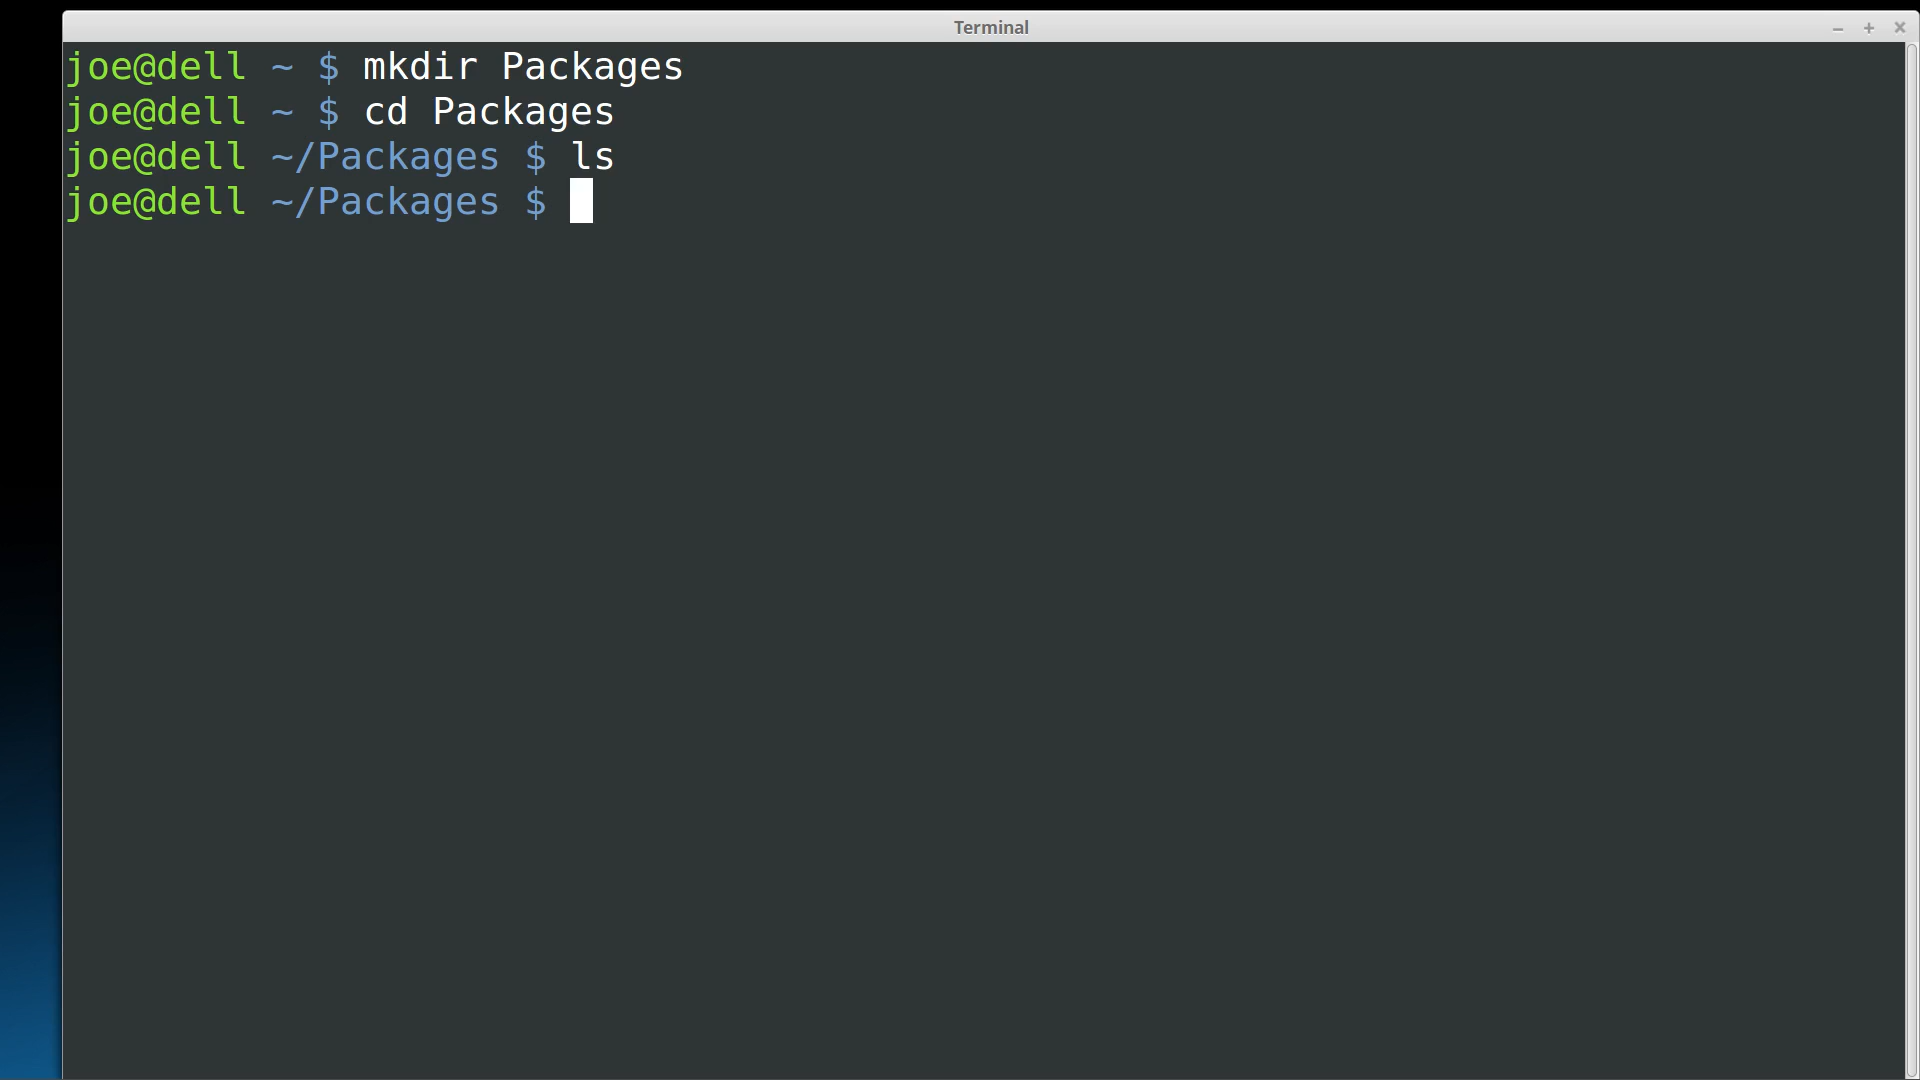 Terminal
joe@dell ~ $ mkdir Packages
joe@dell ~ $ cd Packages
joe@dell ~/Packages $ ls
joe@dell ~/Packages $